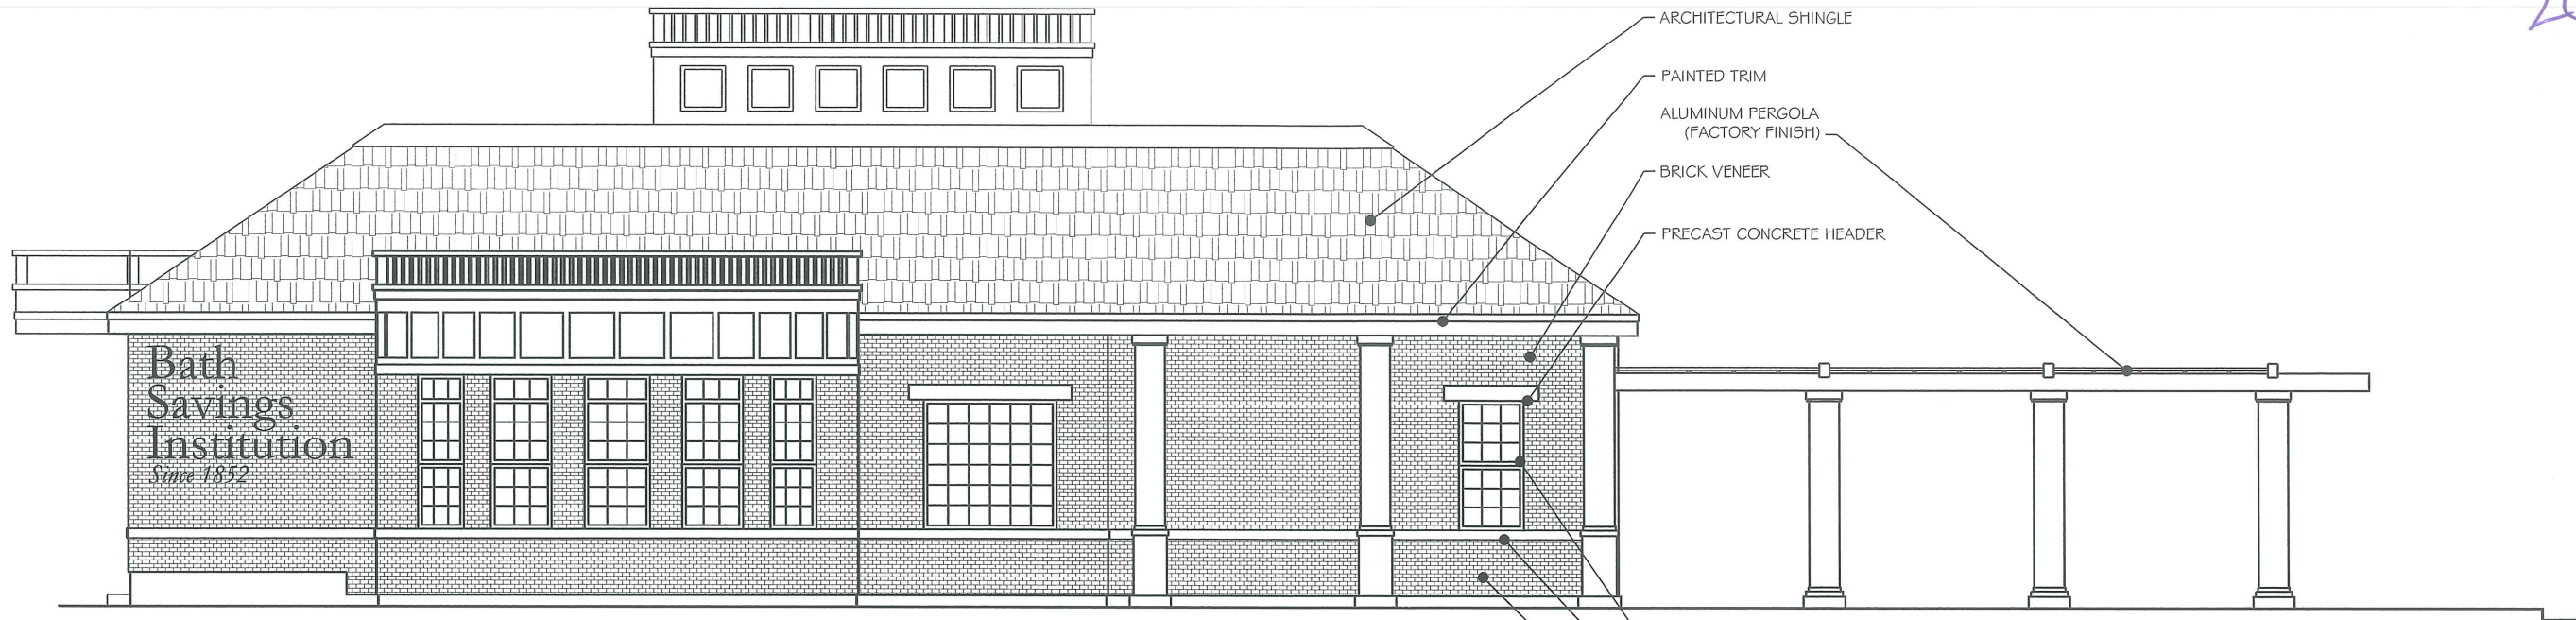 ARCHITECTURAL SHINGLE
PAINTED TRIM
ALUMINUM PERGOLA
(FACTORY FINISH)
BRICK VENEER
PRECAST CONCRETE HEADER
Bath
Savings
Institution
Since 1852